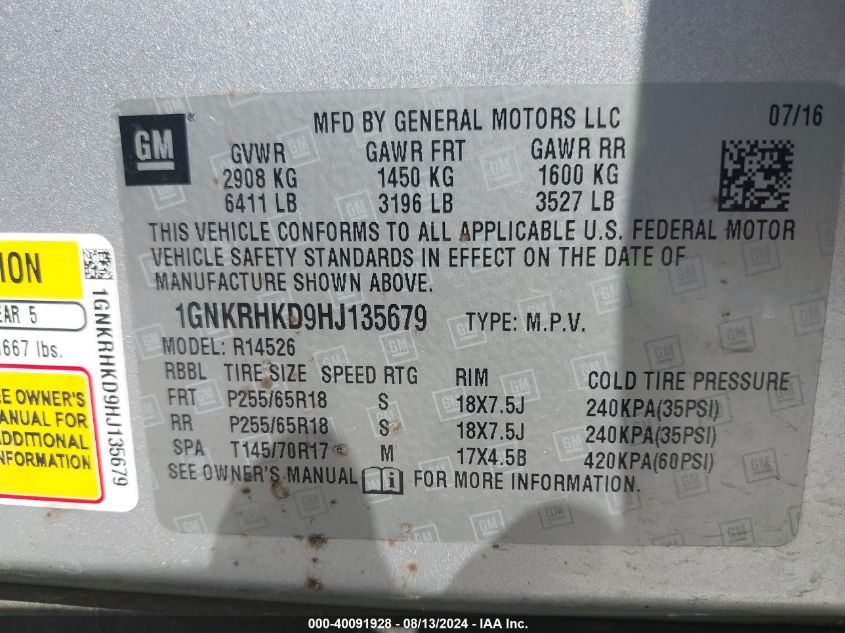 GM ®
MFD BY GENERAL MOTORS LLC 07/16
GVWR GAWR FRT GAWR RR
2908 KG 1450 KG 1600 KG
6411 LB 3196 LB 3527 LB
THIS VEHICLE CONFORMS TO ALL APPLICABLE U.S. FEDERAL MOTOR
VEHICLE SAFETY STANDARDS IN EFFECT ON THE DATE OF
MANUFACTURE SHOWN ABOVE.
1GNKRHKD9HJ135679 TYPE: M.P.V.
MODEL: R14526
RBBL TIRE SIZE SPEED RTG RIM COLD TIRE PRESSURE
FRT P255/65R18 S 18X7.5J 240KPA(35PSI)
RR P255/65R18 S 18X7.5J 240KPA(35PSI)
SPA T145/70R17 M 17X4.5B 420KPA(60PSI)
SEE OWNER'S MANUAL FOR MORE INFORMATION.
ION
EAR 5
667 lbs.
EE OWNER'S
MANUAL FOR
ADDITIONAL
INFORMATION
1GNKRHKD9HJ135679
000-40091928 - 08/13/2024 - IAA Inc.